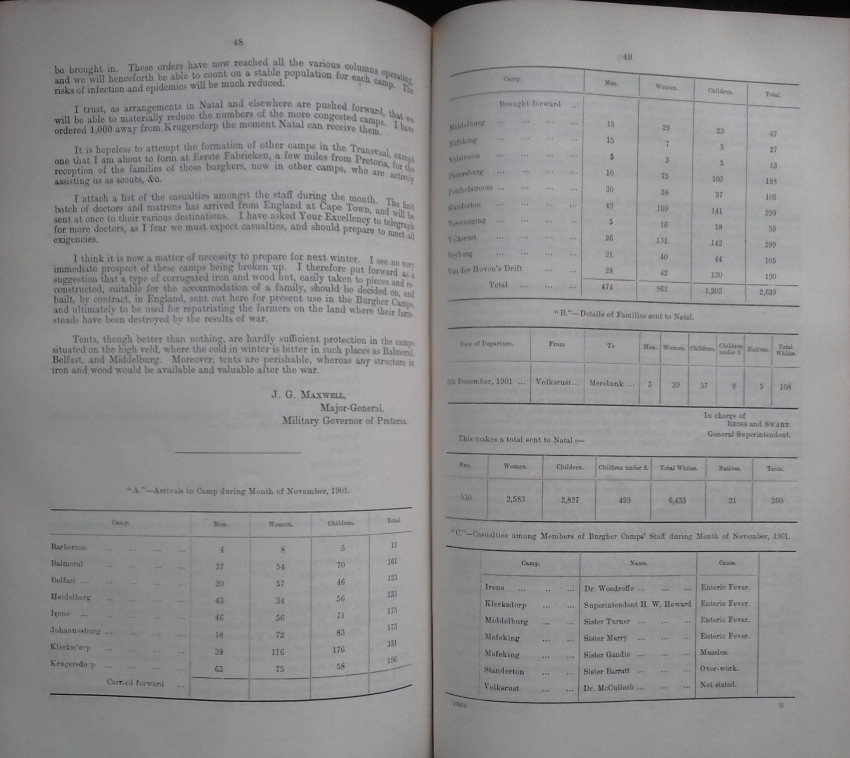 48
be brought in. These orders have now reached all the various columns operating,
and we will henceforth be able to count on a stable population for each camp. The
risks of infection and epidemics will be much reduced.
I trust, as arrangements in Natal and elsewhere are pushed forward, that we
will be able to materially reduce the numbers of the more congested camps. I have
ordered 1,000 away from Krugersdorp the moment Natal can receive them.
It is hopeless to attempt the formation of other camps in the Transvaal, except
one that I am about to form at Eerste Fabrieken, a few miles from Pretoria, for the
reception of the families of those burghers, now in other camps, who are actively
assisting us as scouts, &c.
I attach a list of the casualties amongst the staff during the month. The first
batch of doctors and matrons has arrived from England at Cape Town, and will be
sent at once to their various destinations. I have asked Your Excellency to telegraph
for more doctors, as I fear we must expect casualties, and should prepare to meet all
exigencies.
I think it is now a matter of necessity to prepare for next winter. I see no very
immediate prospect of these camps being broken up. I therefore put forward as a
suggestion that a type of corrugated iron and wood hut, easily taken to pieces and re-
constructed, suitable for the accommodation of a family, should be decided on, and
built, by contract, in England, sent out here for present use in the Burgher Camps,
and ultimately to be used for repatriating the farmers on the land where their farm-
steads have been destroyed by the results of war.
Tents, though better than nothing, are hardly sufficient protection in the camps
situated on the high veld, where the cold in winter is bitter in such places as Balmoral,
Belfast, and Middelburg. Moreover, tents are perishable, whereas any structure in
iron and wood would be available and valuable after the war.
J. G. MAXWELL,
Major-General,
Military Governor of Pretoria.
"A."—Arrivals in Camp during Month of November, 1901.
Camp. Men. Women. Children. Total
Barberton ... ... ... ... 4 8 5 17
Balmoral ... ... ... ... 37 54 70 161
Belfast ... ... ... ... 20 57 46 123
Heidelberg ... ... ... 43 34 56 133
Irene ... ... ... ... 46 56 71 173
Johannesburg ... ... ... ... 18 72 83 173
Klerksdorp ... ... ... 39 116 176 331
Krugersdorp ... ... ... ... 63 75 58 196
Carried forward ...
49
Camp. Men. Women. Children. Total.
Brought forward ...
Middelburg ... ... ... ... 15 29 23 67
Mafeking ... ... ... ... 15 7 5 27
Nylstroom ... ... ... ... 5 3 5 13
Pietersburg ... ... ... ... 10 75 103 188
Potchefstroom ... ... ... ... 30 38 37 105
Standerton ... ... ... ... 49 109 141 299
Vereeniging ... ... ... ... 5 16 18 39
Volksrust ... ... ... ... 26 131 142 299
Vryburg ... ... ... ... 21 40 44 105
Van der Hoven's Drift ... ... 28 42 120 190
Total ... ... ... 474 962 1,203 2,639
"B."—Details of Families sent to Natal.
Date of Departure. From To Men. Women. Children. Children under 2. Natives. Total Whites.
December, 1901 ... Volksrust... Merebank ... 3 39 57 9 5 108
In charge of
REISS and SWART.
General Superintendent.
This makes a total sent to Natal :—
Men. Women. Children. Children under 2. Total Whites. Natives. Tents.
530 2,583 2,827 493 6,433 21 260
"C."—Casualties among Members of Burgher Camps' Staff during Month of November, 1901.
Camp. Name. Cause.
Irene ... ... ... Dr. Woodroffe ... ... ... Enteric Fever.
Klerksdorp ... ... Superintendent H. W. Howard Enteric Fever.
Middelburg ... ... Sister Turner ... ... ... Enteric Fever.
Mafeking ... ... Sister Merry ... ... ... Enteric Fever.
Mafeking ... ... Sister Gandie ... ... ... Measles.
Standerton ... ... Sister Barratt ... ... ... Over-work.
Volksrust ... ... Dr. McCulloch ... ... ... Not stated.
G